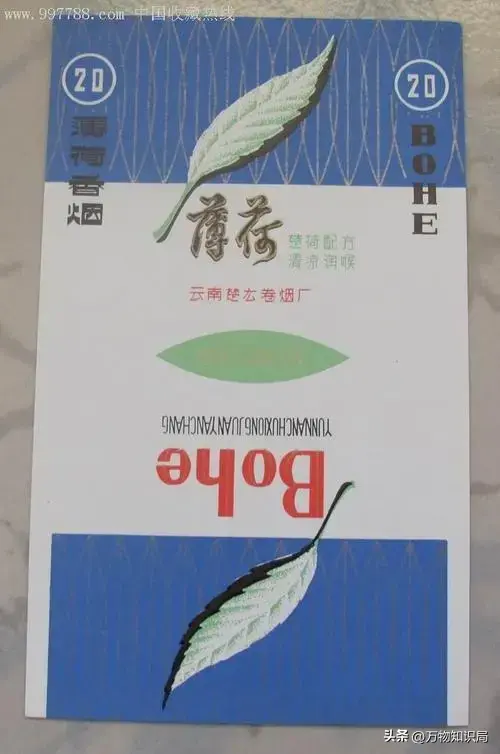 www.997788.com 中国收藏热线
20
薄荷香烟
20
BOHE
薄荷
薄荷配方
清凉润喉
云南楚雄卷烟厂
YUNNANCHUXIONGJUANYANCHANG
Bohe
头条 @万物知识局